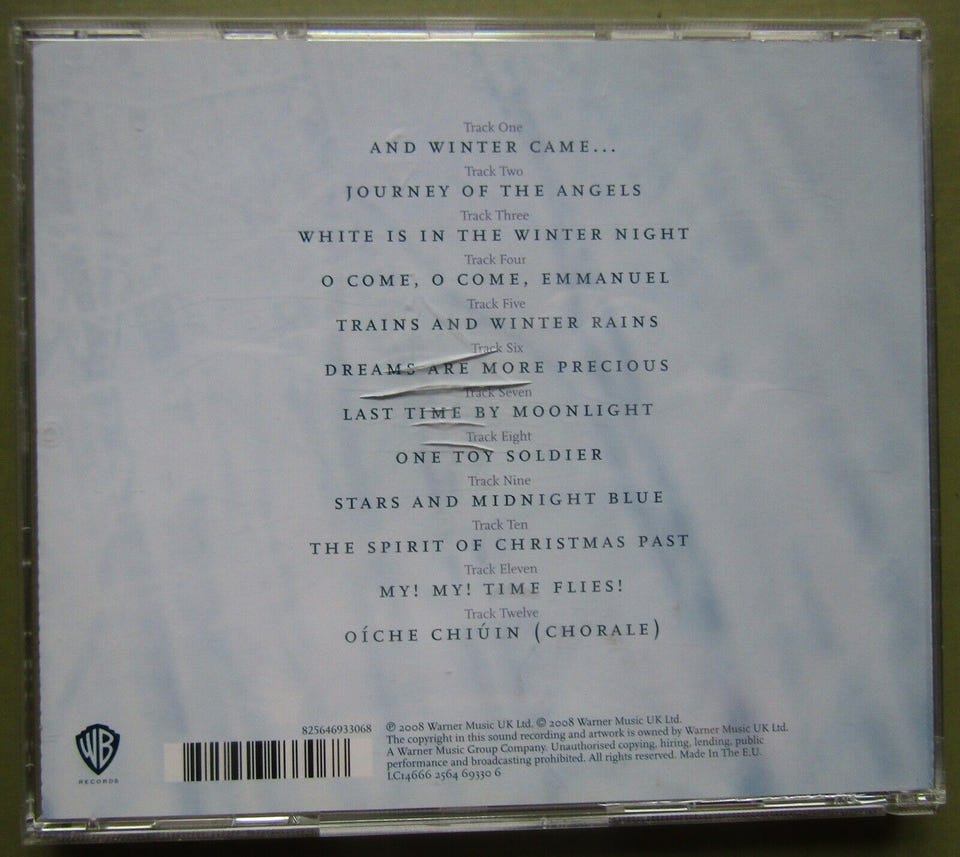 Track One
AND WINTER CAME...
Track Two
JOURNEY OF THE ANGELS
Track Three
WHITE IS IN THE WINTER NIGHT
Track Four
O COME, O COME, EMMANUEL
Track Five
TRAINS AND WINTER RAINS
Track Six
DREAMS ARE MORE PRECIOUS
Track Seven
LAST TIME BY MOONLIGHT
Track Eight
ONE TOY SOLDIER
Track Nine
STARS AND MIDNIGHT BLUE
Track Ten
THE SPIRIT OF CHRISTMAS PAST
Track Eleven
MY! MY! TIME FLIES!
Track Twelve
OÍCHE CHIÚIN (CHORALE)
WB
RECORDS
825646933068
℗ 2008 Warner Music UK Ltd. © 2008 Warner Music UK Ltd.
The copyright in this sound recording and artwork is owned by Warner Music UK Ltd.
A Warner Music Group Company. Unauthorised copying, hiring, lending, public
performance and broadcasting prohibited. All rights reserved. Made In The E.U.
LC14666 2564 69330 6